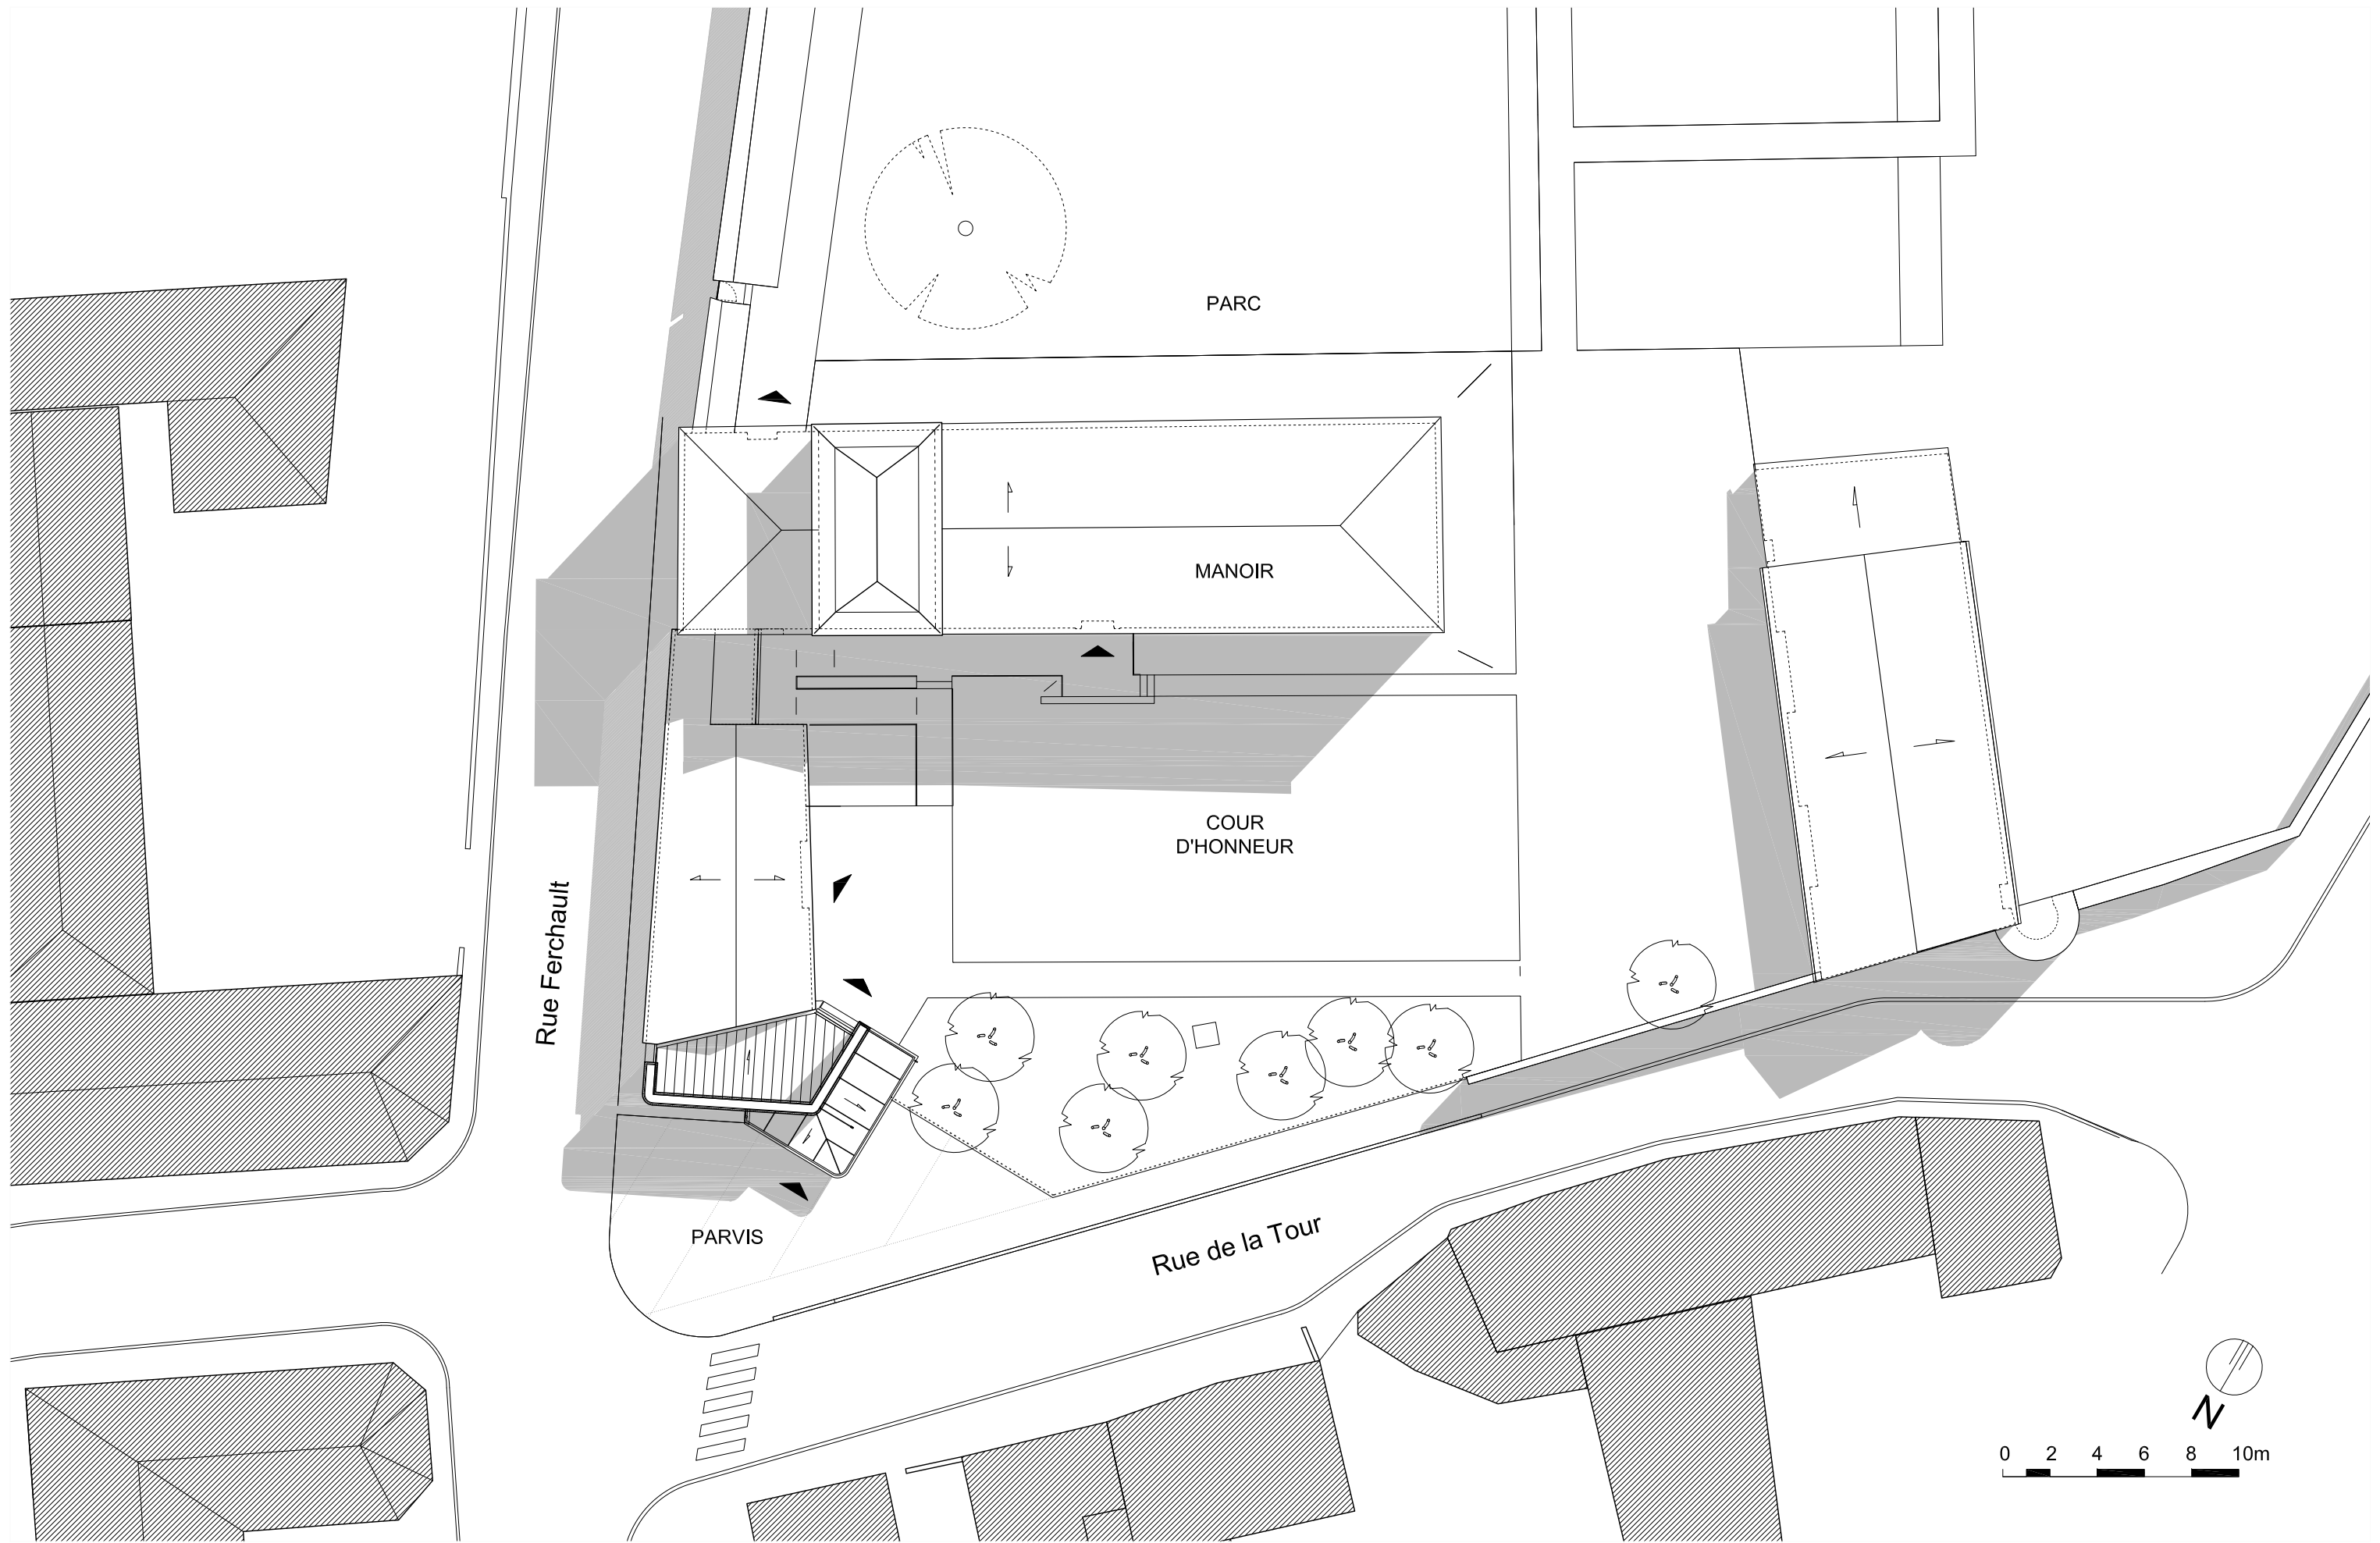 PARC
MANOIR
COUR
D'HONNEUR
Rue Ferchault
PARVIS
Rue de la Tour
N
0 2 4 6 8 10m